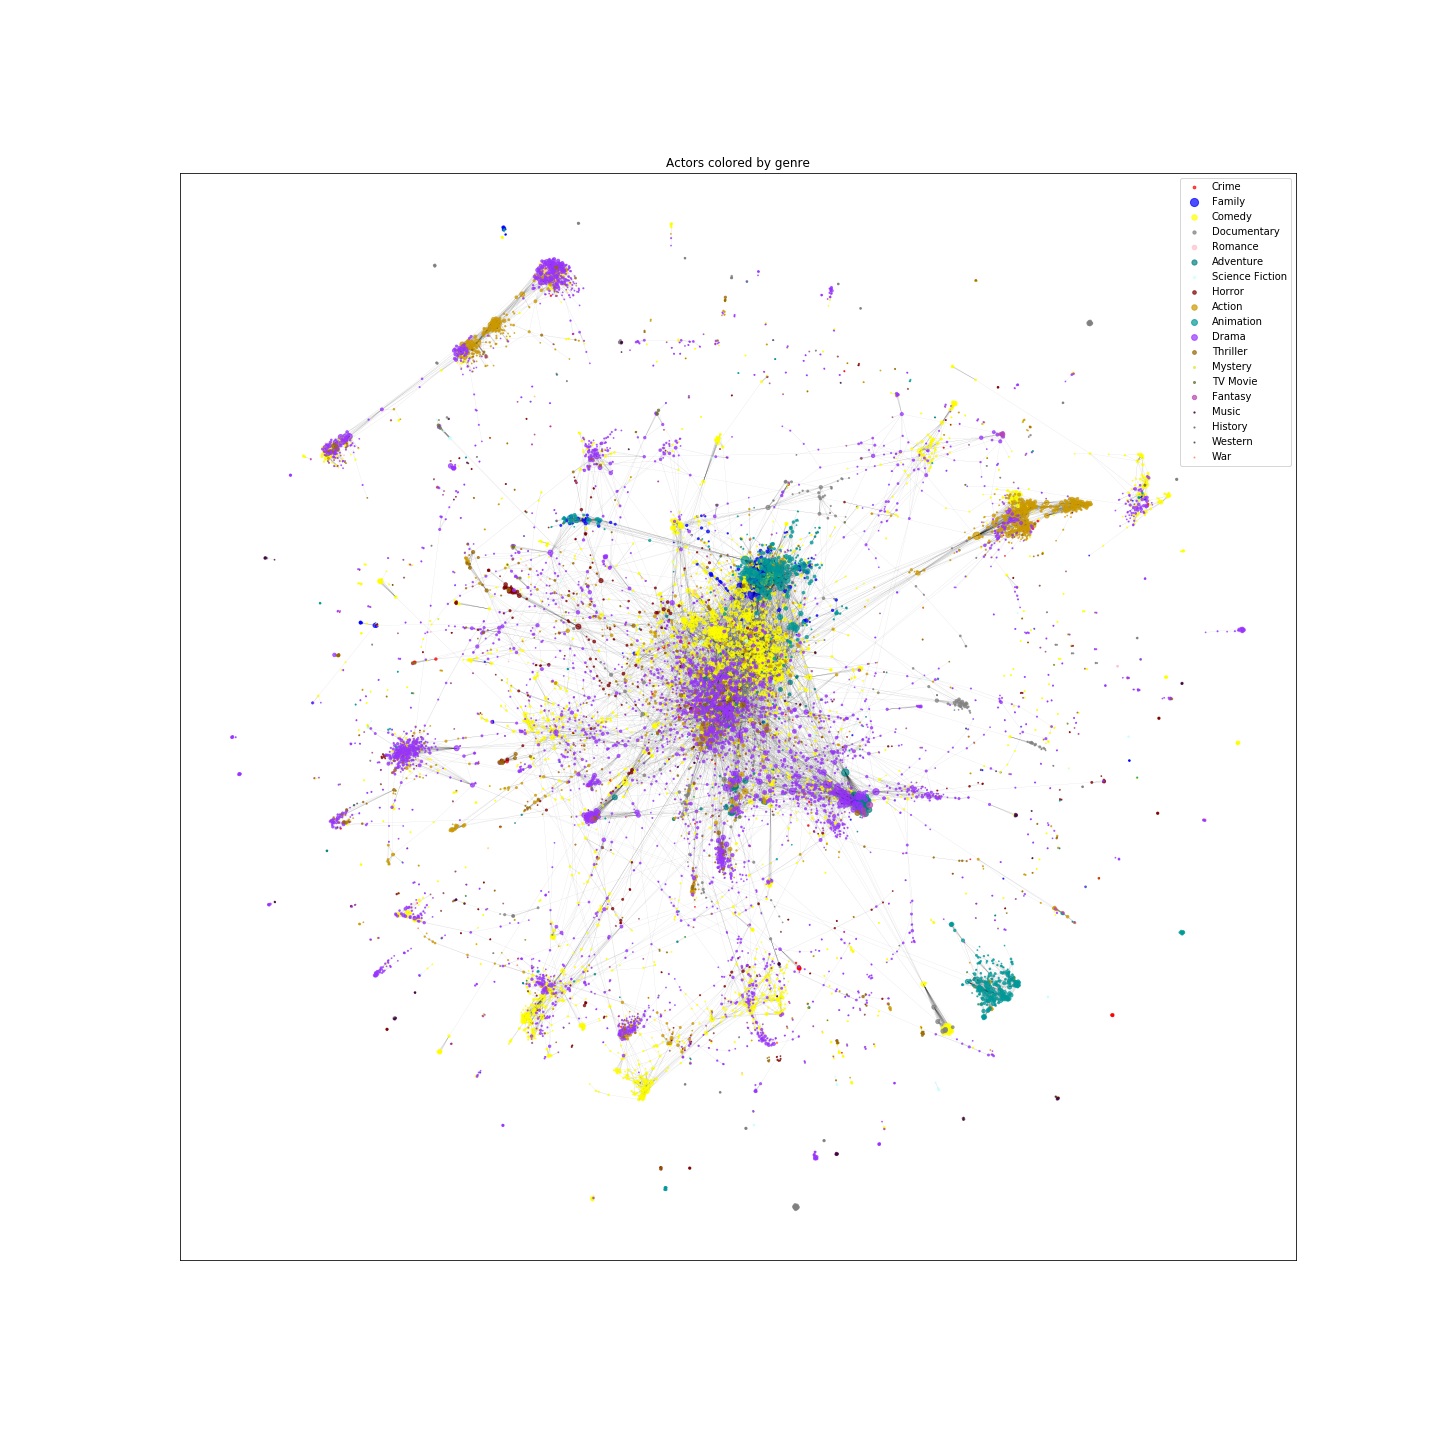 Actors colored by genre
Crime
Family
Comedy
Documentary
Romance
Adventure
Science Fiction
Horror
Action
Animation
Drama
Thriller
Mystery
TV Movie
Fantasy
Music
History
Western
War